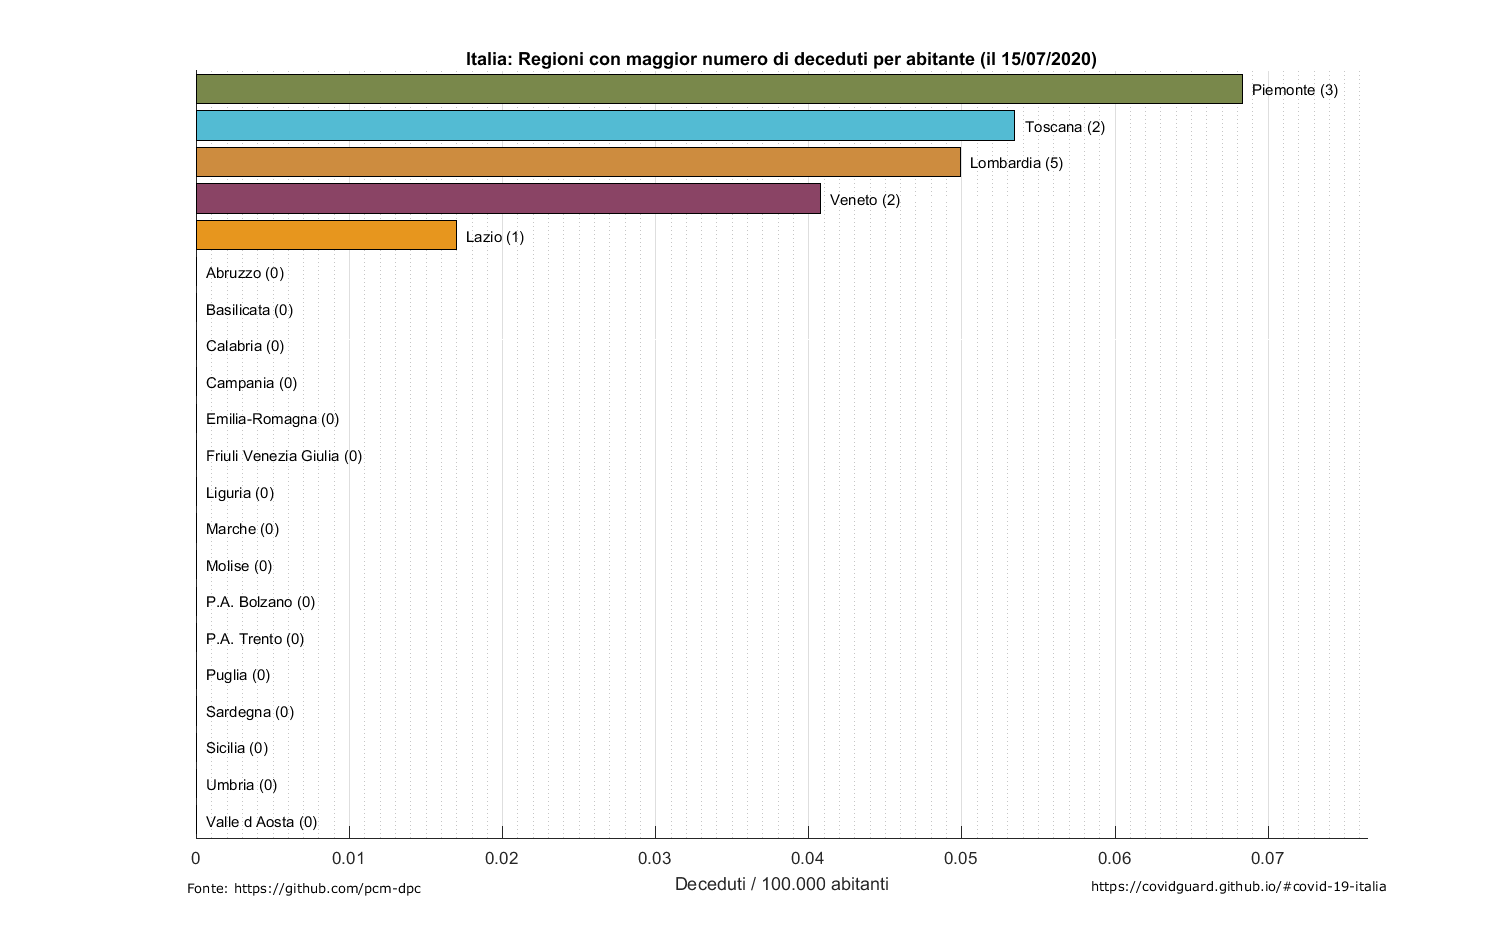 Italia: Regioni con maggior numero di deceduti per abitante (il 15/07/2020)
Piemonte (3)
Toscana (2)
Lombardia (5)
Veneto (2)
Lazio (1)
Abruzzo (0)
Basilicata (0)
Calabria (0)
Campania (0)
Emilia-Romagna (0)
Friuli Venezia Giulia (0)
Liguria (0)
Marche (0)
Molise (0)
P.A. Bolzano (0)
P.A. Trento (0)
Puglia (0)
Sardegna (0)
Sicilia (0)
Umbria (0)
Valle d Aosta (0)
0 0.01 0.02 0.03 0.04 0.05 0.06 0.07
Deceduti / 100.000 abitanti
Fonte: https://github.com/pcm-dpc
https://covidguard.github.io/#covid-19-italia